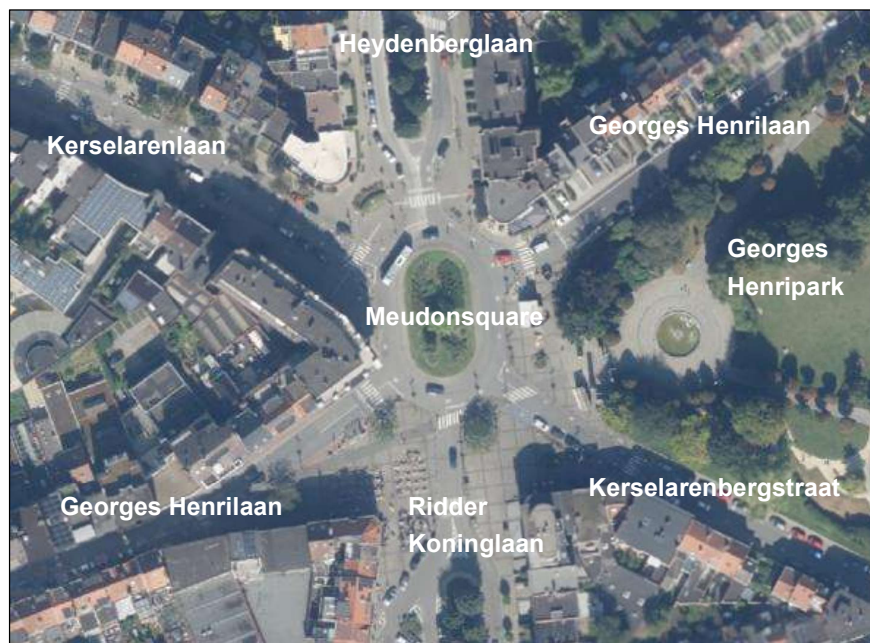 Heydenberglaan
Kerselarenlaan
Georges Henrilaan
Georges
Henripark
Meudonsquare
Georges Henrilaan
Ridder
Koninglaan
Kerselarenbergstraat